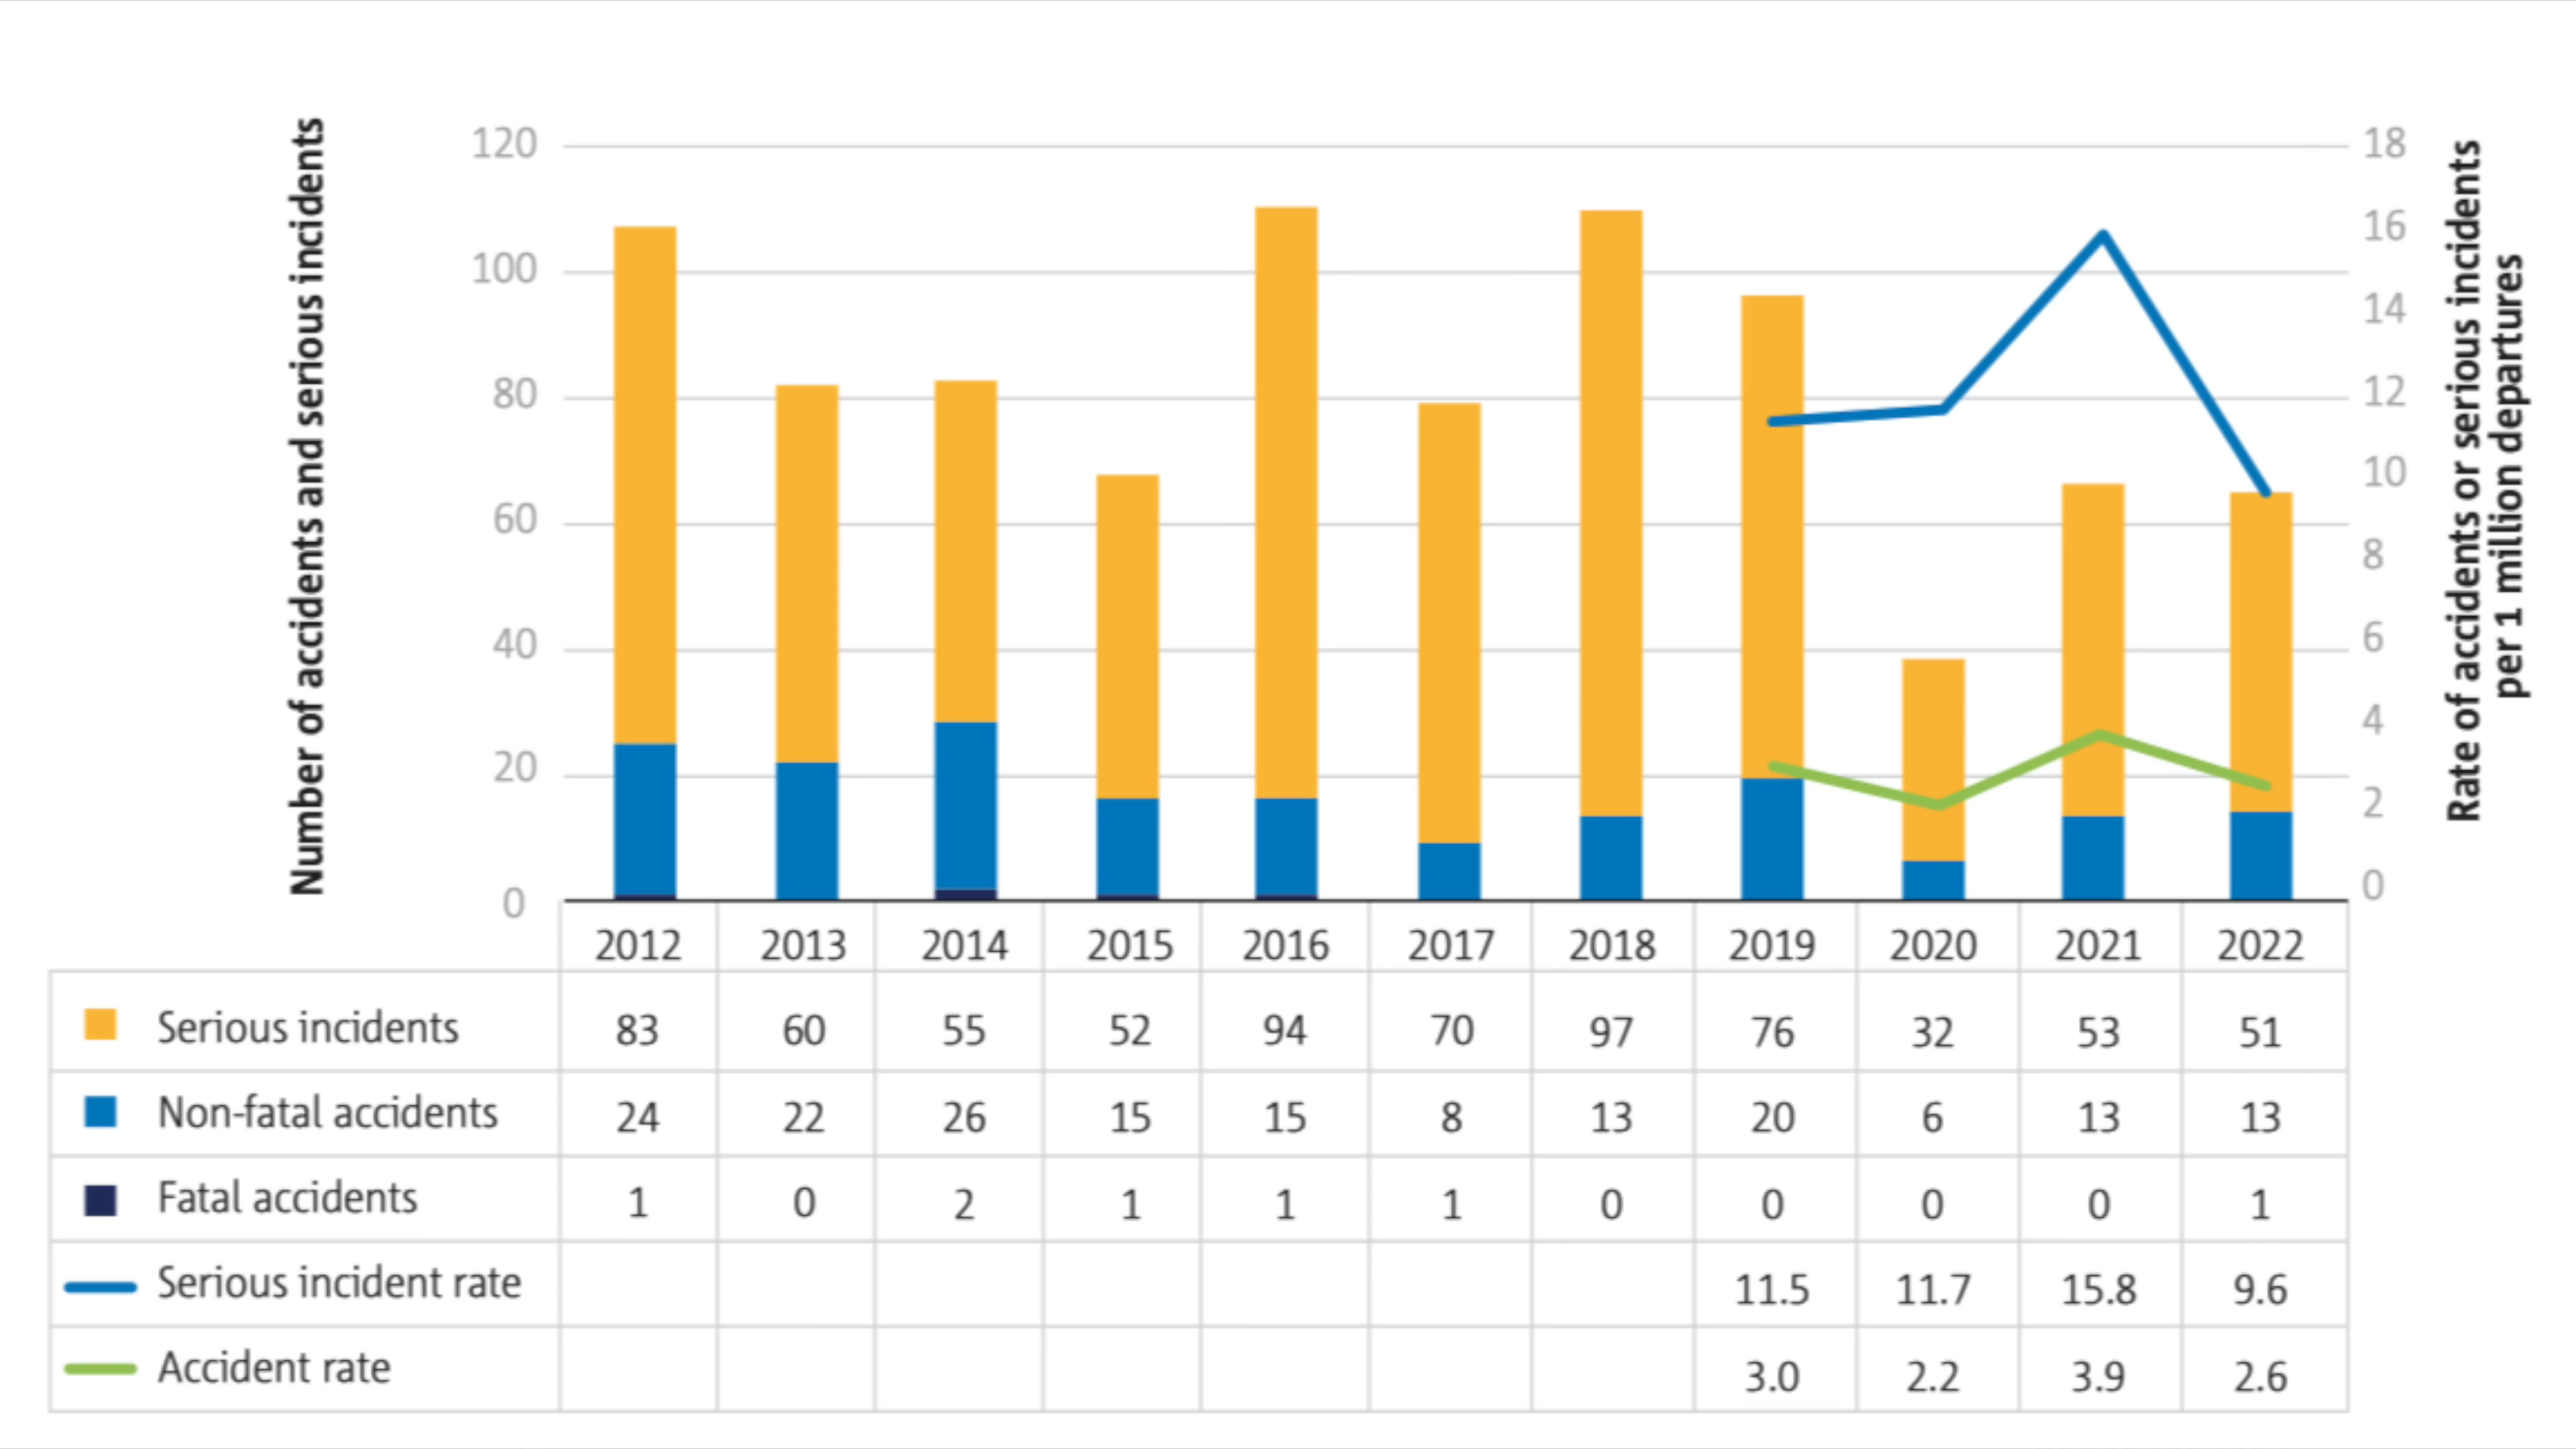 Number of accidents and serious incidents
120
100
80
60
40
20
0
18
16
14
12
10
8
6
4
2
0
Rate of accidents or serious incidents
per 1 million departures
2012 2013 2014 2015 2016 2017 2018 2019 2020 2021 2022
Serious incidents 83 60 55 52 94 70 97 76 32 53 51
Non-fatal accidents 24 22 26 15 15 8 13 20 6 13 13
Fatal accidents 1 0 2 1 1 1 0 0 0 0 1
Serious incident rate 11.5 11.7 15.8 9.6
Accident rate 3.0 2.2 3.9 2.6